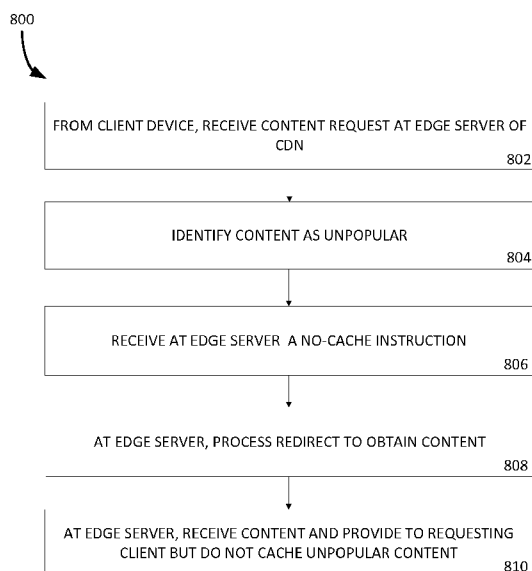 800
FROM CLIENT DEVICE, RECEIVE CONTENT REQUEST AT EDGE SERVER OF
CDN
802
IDENTIFY CONTENT AS UNPOPULAR
804
RECEIVE AT EDGE SERVER A NO-CACHE INSTRUCTION
806
AT EDGE SERVER, PROCESS REDIRECT TO OBTAIN CONTENT
808
AT EDGE SERVER, RECEIVE CONTENT AND PROVIDE TO REQUESTING
CLIENT BUT DO NOT CACHE UNPOPULAR CONTENT
810